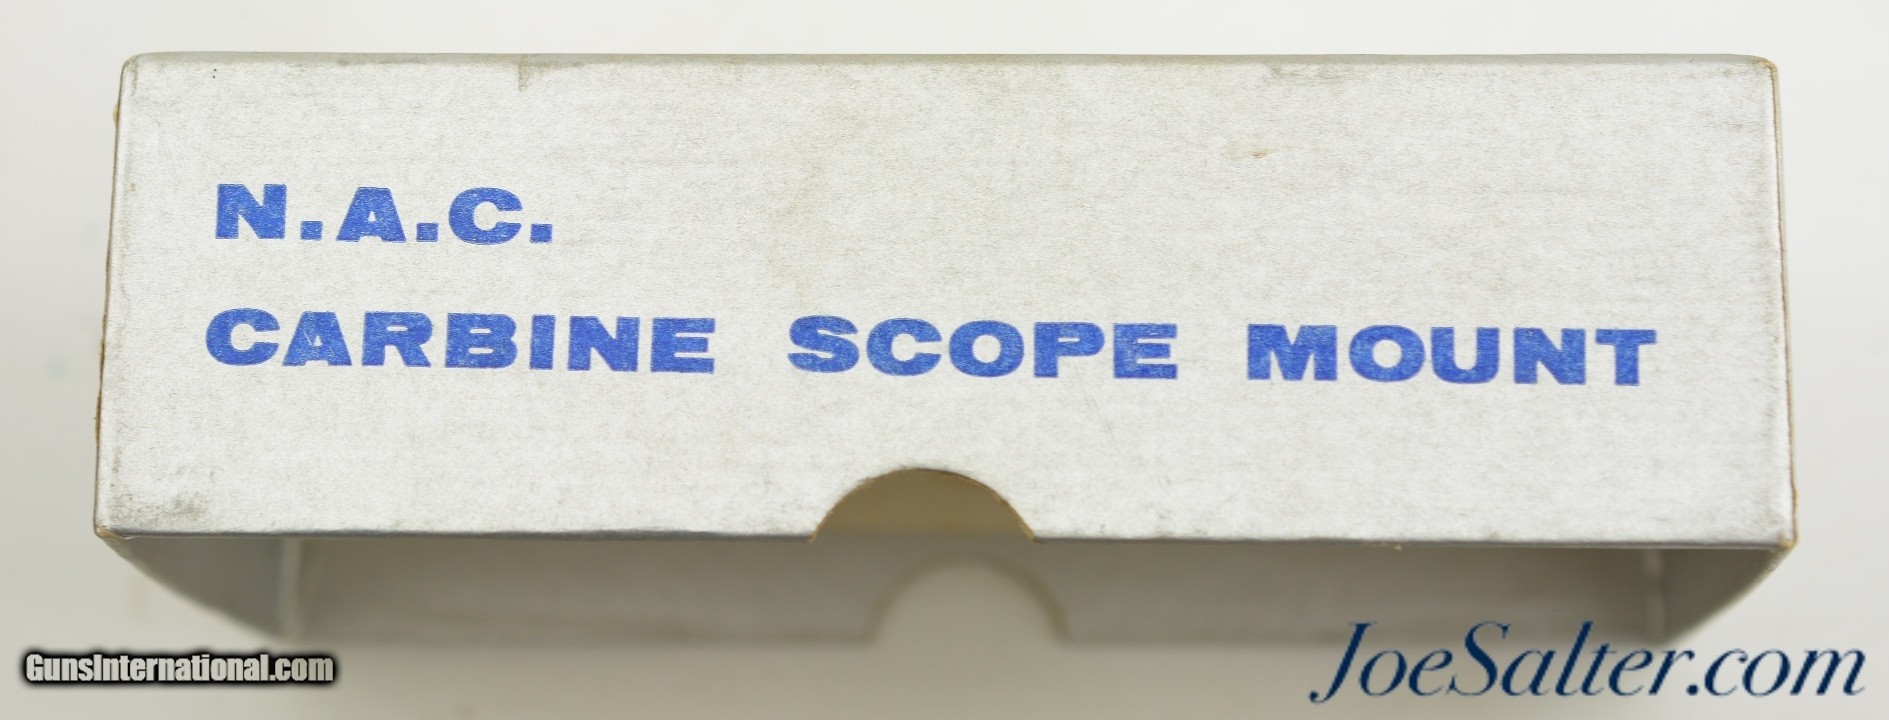 N.A.C.
CARBINE SCOPE MOUNT
GunsInternational.com
JoeSalter.com